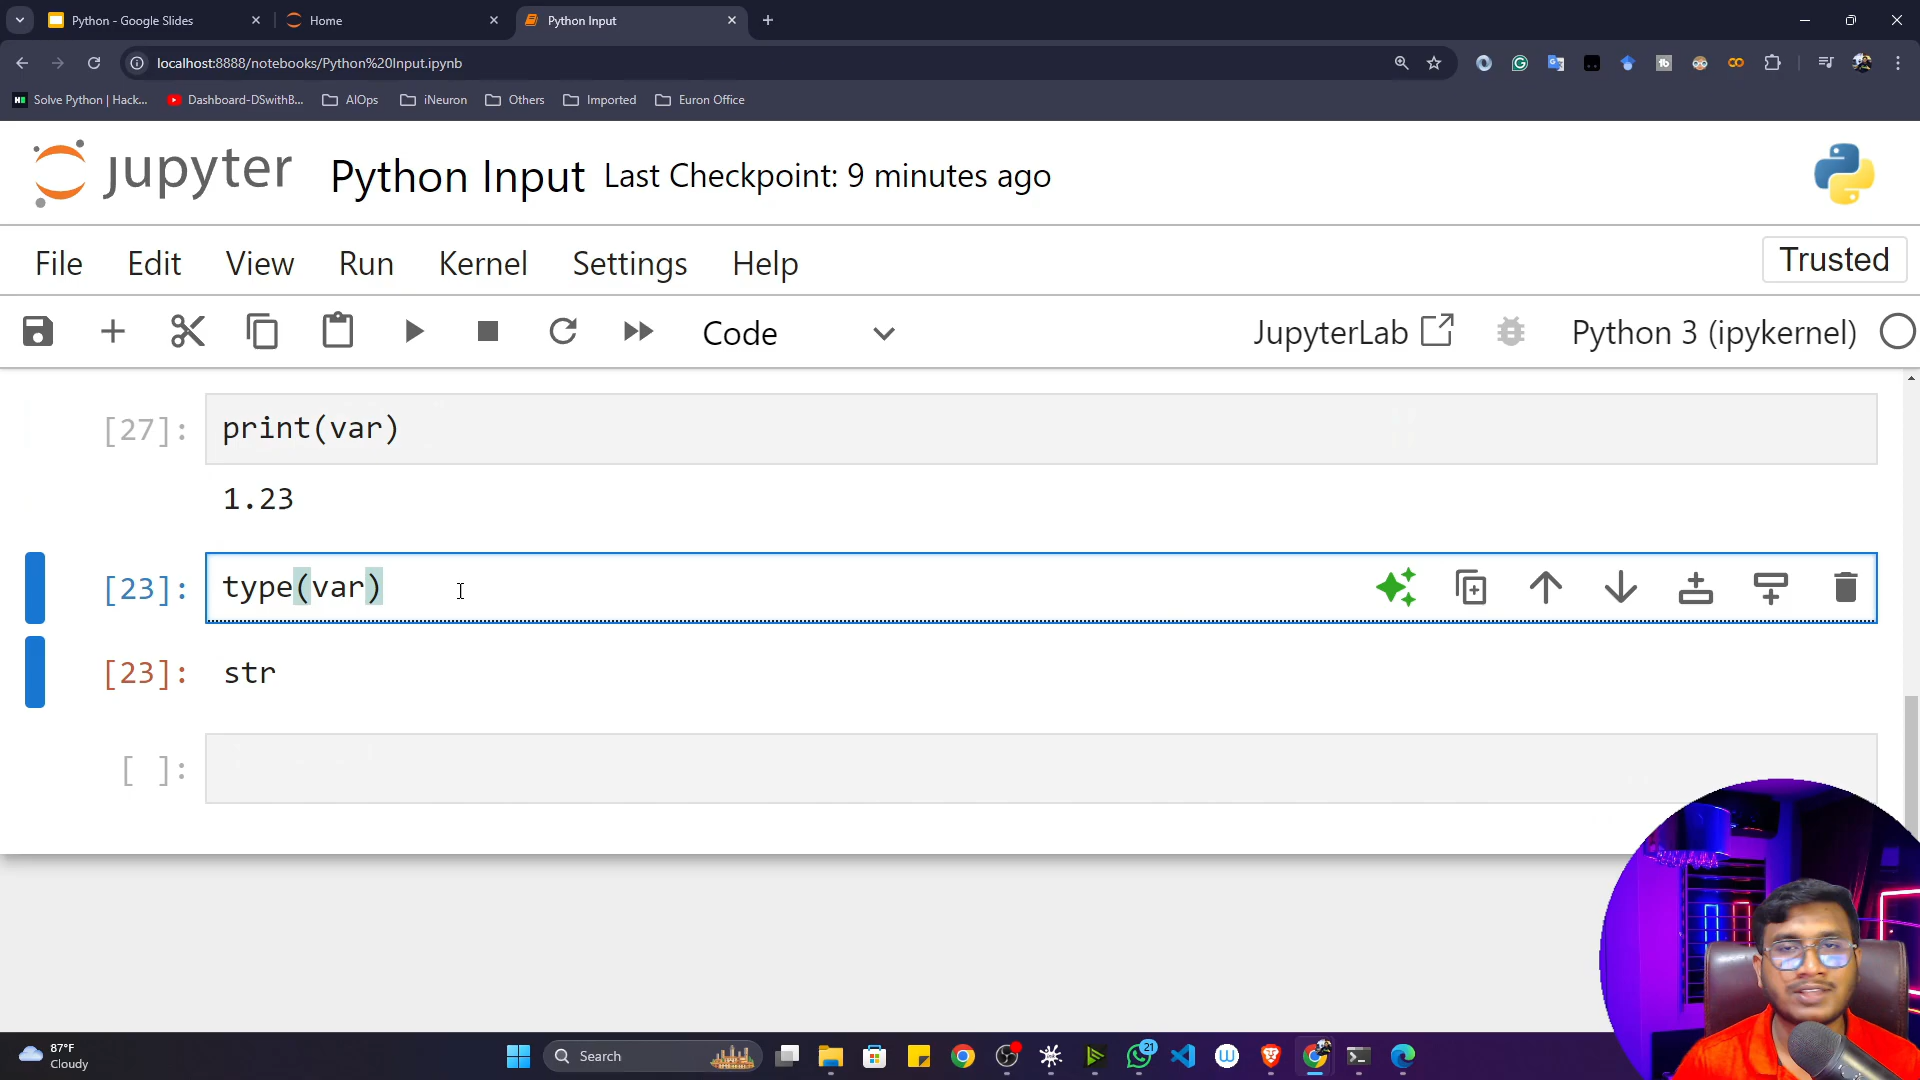 Python - Google Slides
Home
Python Input
localhost:8888/notebooks/Python%20Input.ipynb
Solve Python | Hack...
Dashboard-DSwithB...
AIOps
iNeuron
Others
Imported
Euron Office
jupyter
Python Input
Last Checkpoint: 9 minutes ago
File
Edit
View
Run
Kernel
Settings
Help
Trusted
Code
JupyterLab
Python 3 (ipykernel)
[27]:
print(var)
1.23
[23]:
type(var)
[23]:
str
[ ]:
87°F
Cloudy
Search
21